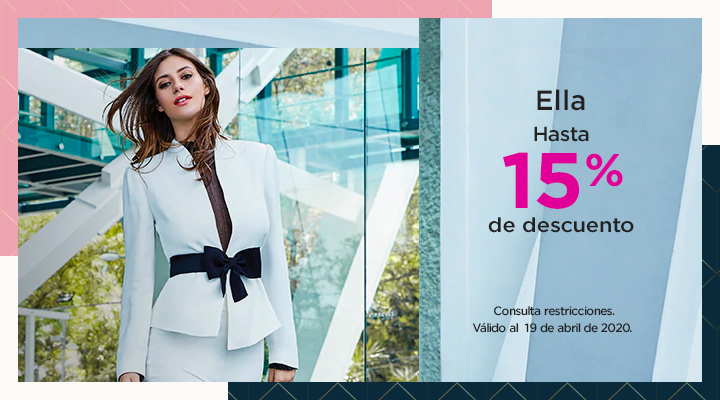 Ella
Hasta
15%
de descuento
Consulta restricciones.
Válido al 19 de abril de 2020.